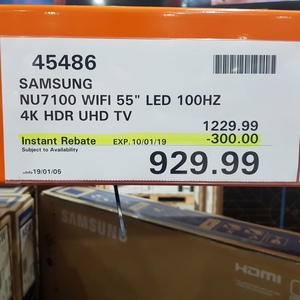 45486
SAMSUNG
NU7100 WIFI 55" LED 100HZ
4K HDR UHD TV
1229.99
Instant Rebate EXP. 10/01/19 -300.00
Subject to Availability
929.99
19/01/05
SAMSUNG
HDMI